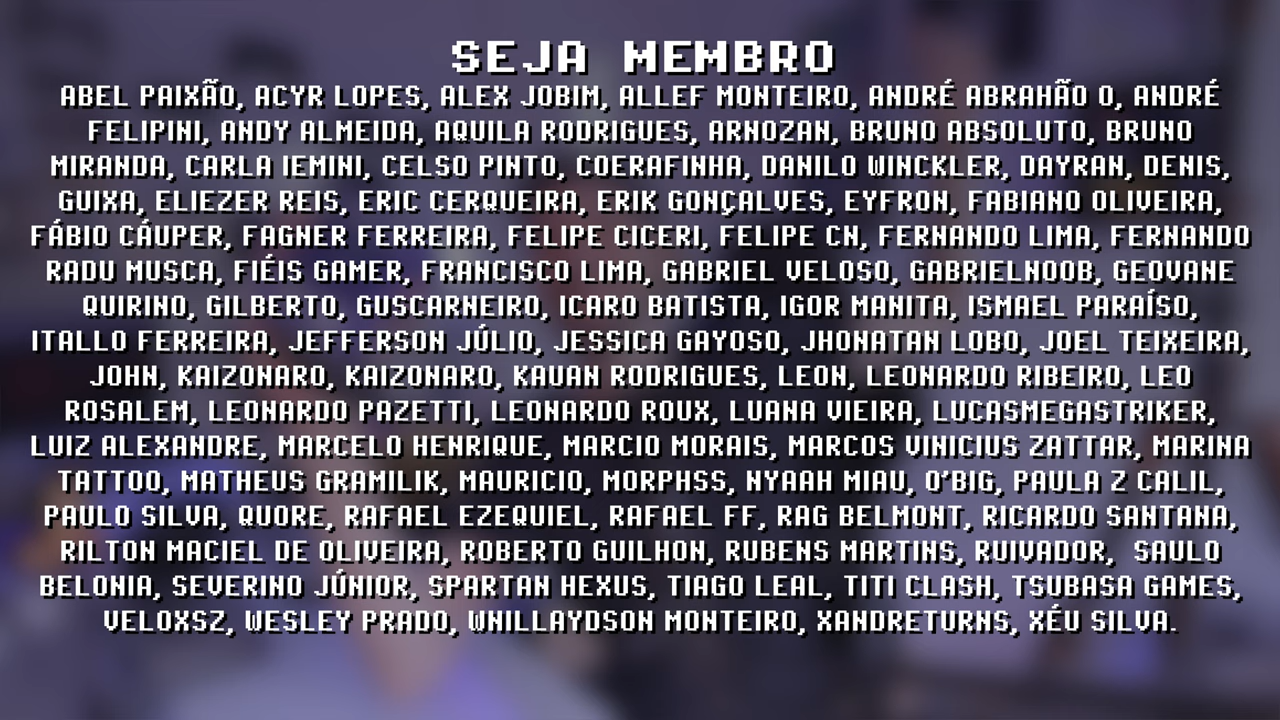 SEJA MEMBRO
ABEL PAIXÃO, ACYR LOPES, ALEX JOBIM, ALLEF MONTEIRO, ANDRÉ ABRAHÃO O, ANDRÉ
FELIPINI, ANDY ALMEIDA, AQUILA RODRIGUES, ARNOZAN, BRUNO ABSOLUTO, BRUNO
MIRANDA, CARLA IEMINI, CELSO PINTO, COERAFINHA, DANILO WINCKLER, DAYRAN, DENIS,
GUIXA, ELIEZER REIS, ERIC CERQUEIRA, ERIK GONÇALVES, EYFRON, FABIANO OLIVEIRA,
FÁBIO CÁUPER, FAGNER FERREIRA, FELIPE CICERI, FELIPE CN, FERNANDO LIMA, FERNANDO
RADU MUSCA, FIÉIS GAMER, FRANCISCO LIMA, GABRIEL VELOSO, GABRIELNOOB, GEOVANE
QUIRINO, GILBERTO, GUSCARNEIRO, ICARO BATISTA, IGOR MANITA, ISMAEL PARAÍSO,
ITALLO FERREIRA, JEFFERSON JÚLIO, JESSICA GAYOSO, JHONATAN LOBO, JOEL TEIXEIRA,
JOHN, KAIZONARO, KAIZONARO, KAUAN RODRIGUES, LEON, LEONARDO RIBEIRO, LEO
ROSALEM, LEONARDO PAZETTI, LEONARDO ROUX, LUANA VIEIRA, LUCASMEGASTRIKER,
LUIZ ALEXANDRE, MARCELO HENRIQUE, MARCIO MORAIS, MARCOS VINICIUS ZATTAR, MARINA
TATTOO, MATHEUS GRAMILIK, MAURICIO, MORPHSS, NYAAH MIAU, O'BIG, PAULA Z CALIL,
PAULO SILVA, QUORE, RAFAEL EZEQUIEL, RAFAEL FF, RAG BELMONT, RICARDO SANTANA,
RILTON MACIEL DE OLIVEIRA, ROBERTO GUILHON, RUBENS MARTINS, RUIVADOR, SAULO
BELONIA, SEVERINO JÚNIOR, SPARTAN HEXUS, TIAGO LEAL, TITI CLASH, TSUBASA GAMES,
VELOXSZ, WESLEY PRADO, WHILLAYDSON MONTEIRO, XANDRETURNS, XÉU SILVA.